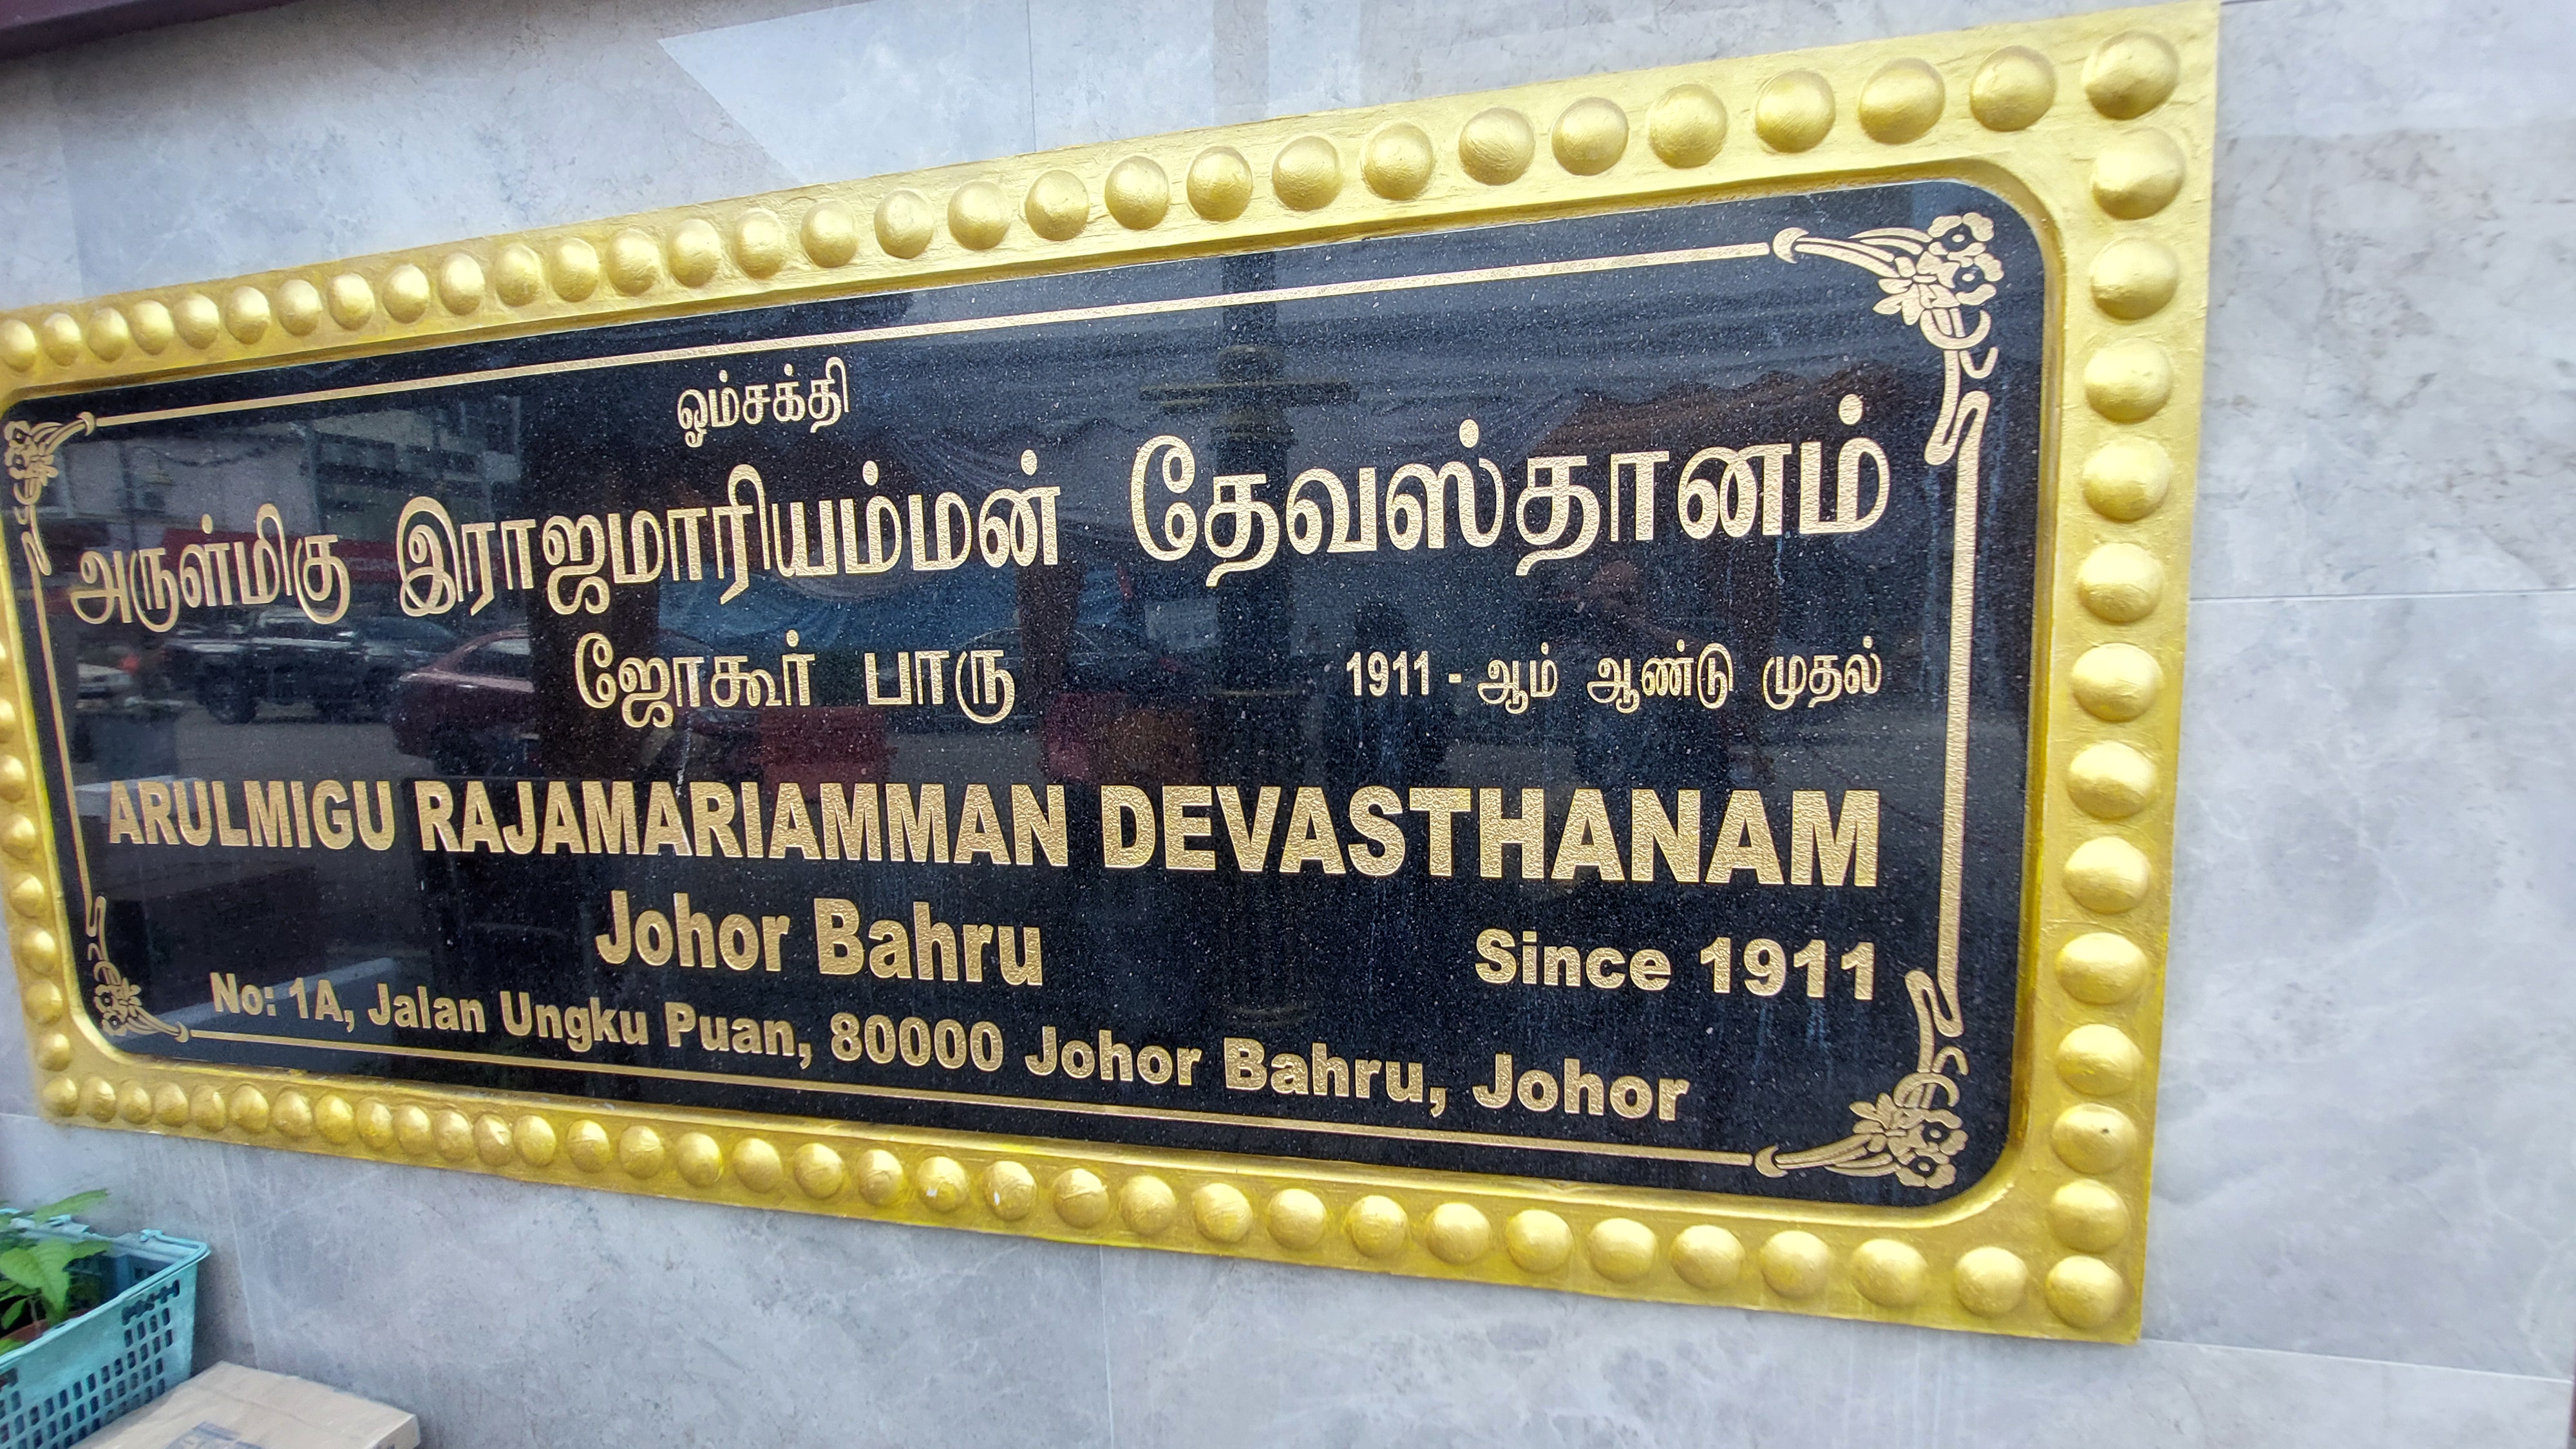 ஓம்சக்தி
அருள்மிகு இராஜமாரியம்மன் தேவஸ்தானம்
ஜோகூர் பாரு 1911 - ஆம் ஆண்டு முதல்
ARULMIGU RAJAMARIAMMAN DEVASTHANAM
Johor Bahru Since 1911
No: 1A, Jalan Ungku Puan, 80000 Johor Bahru, Johor